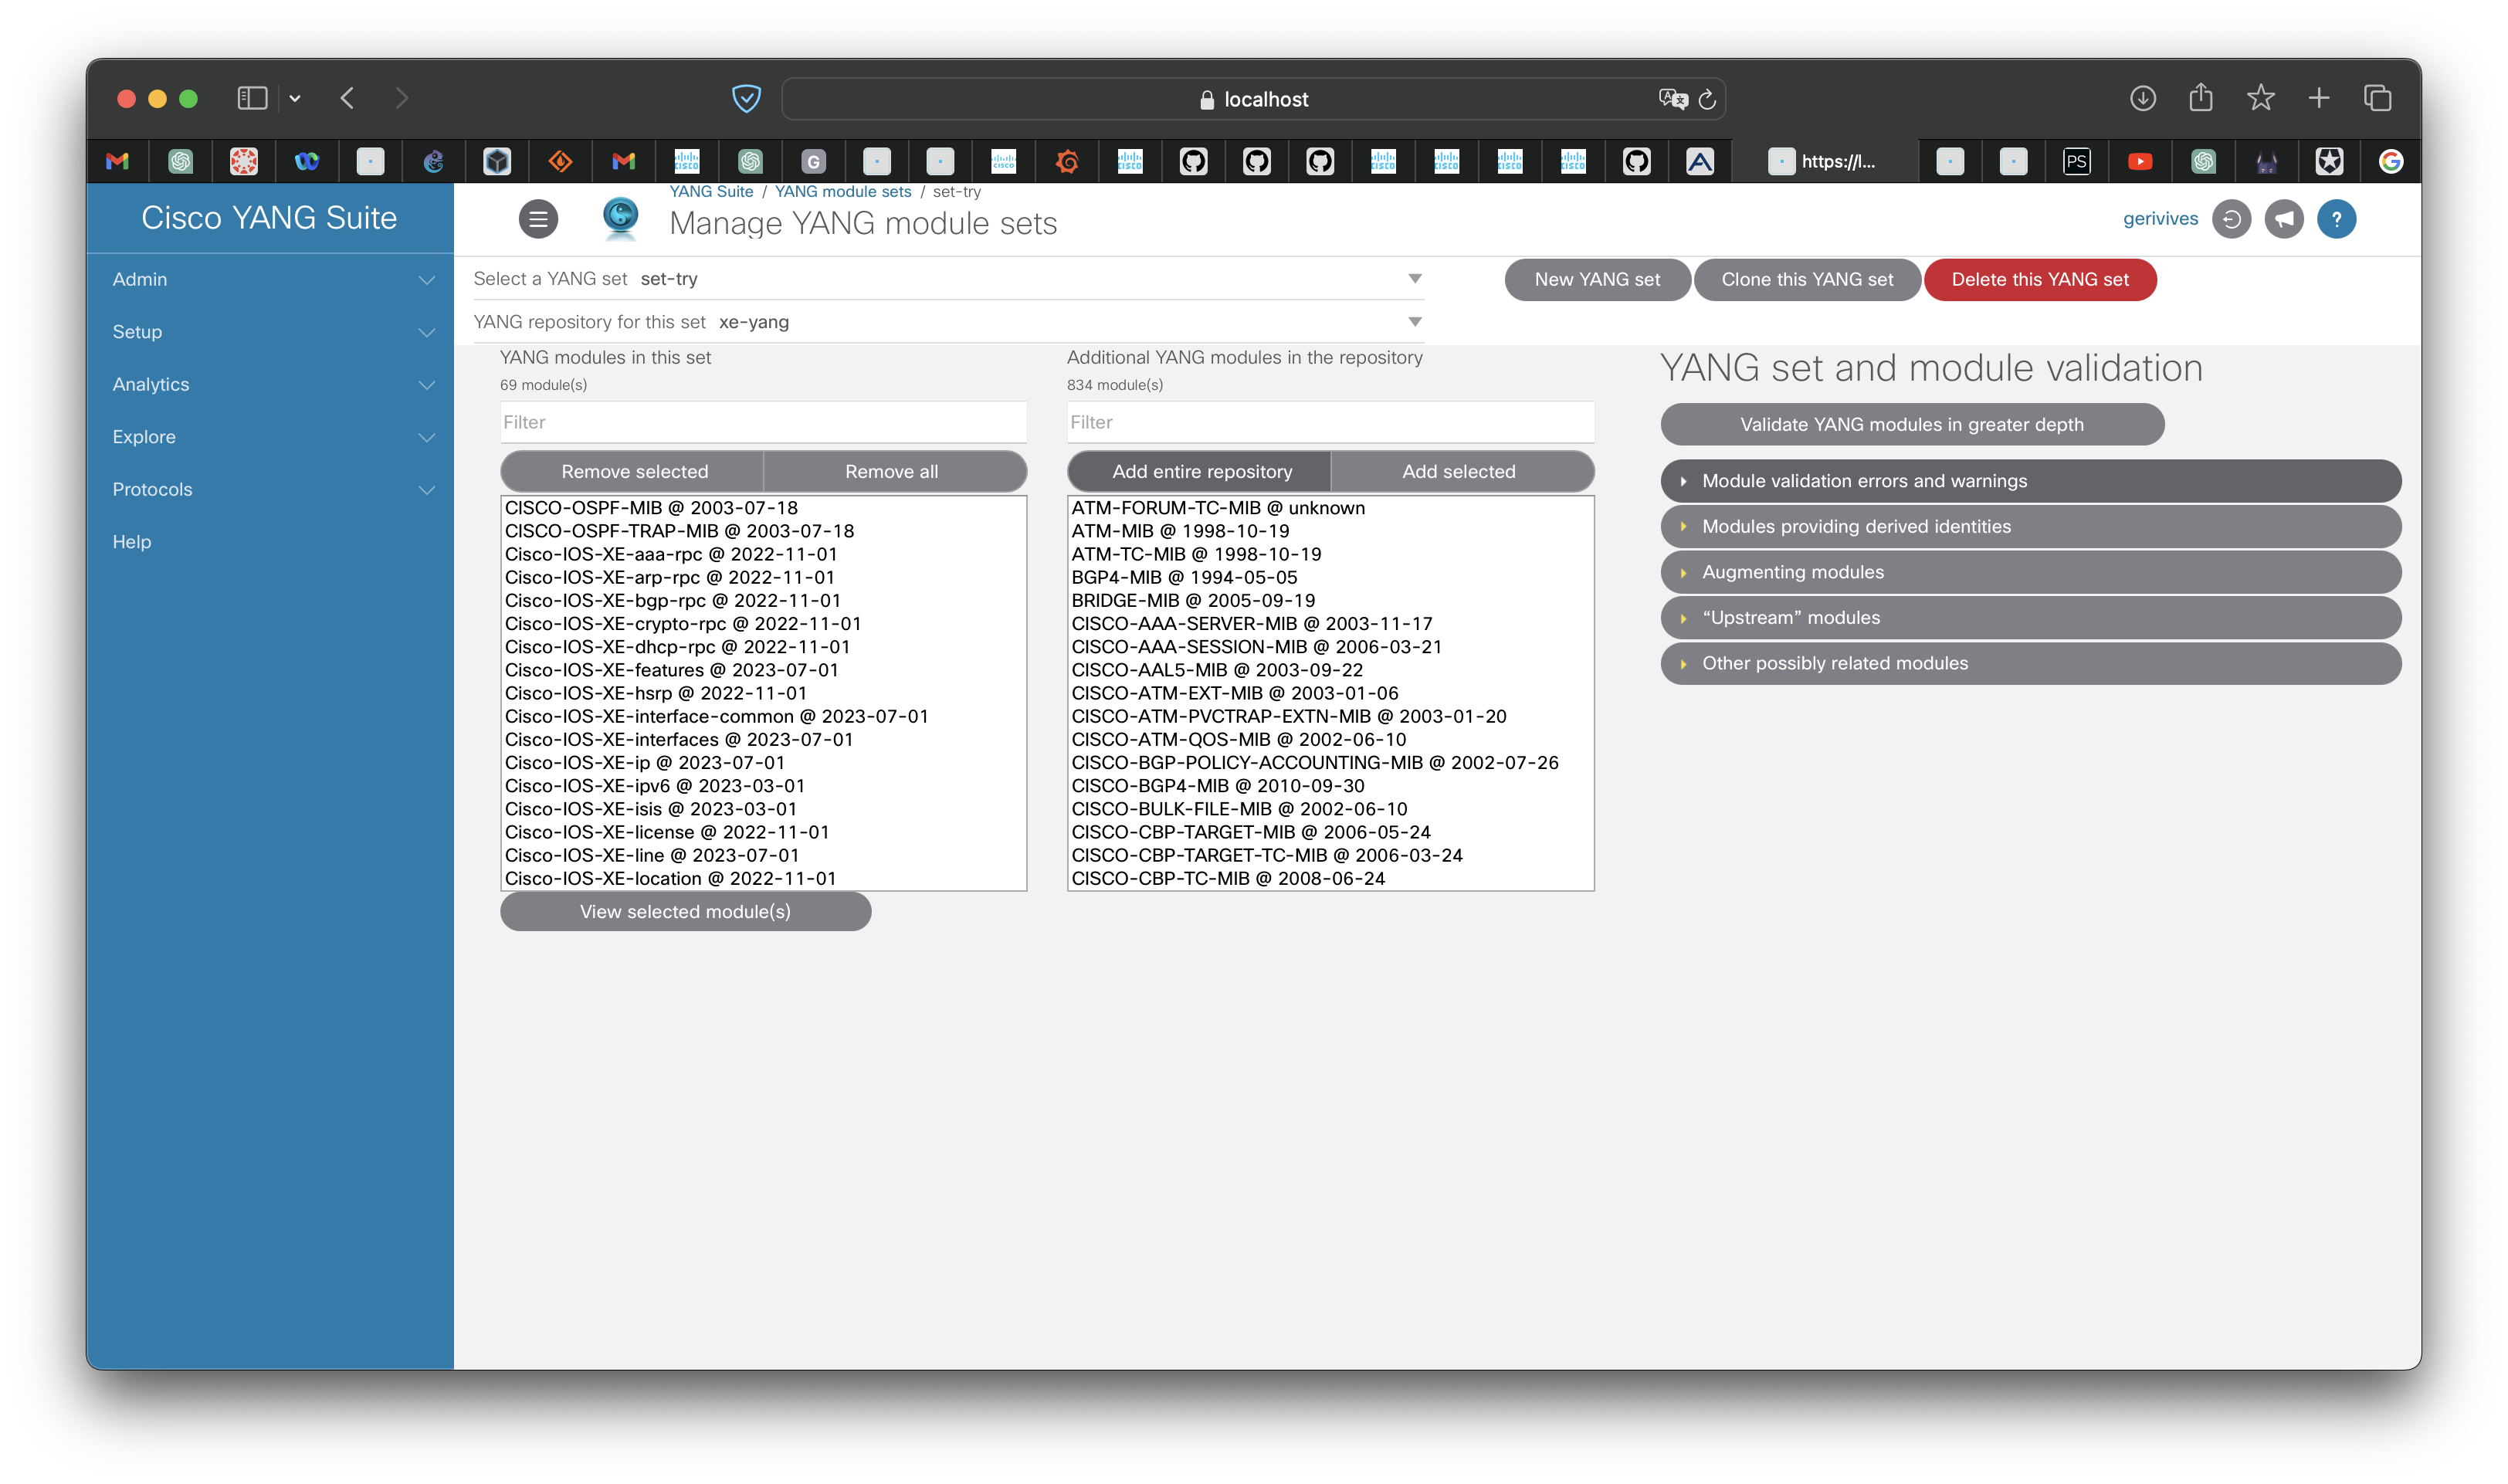 localhost
G
cisco
https://l...
PS
Cisco YANG Suite
Admin
Setup
Analytics
Explore
Protocols
Help
YANG Suite / YANG module sets / set-try
Manage YANG module sets
gerivives
?
Select a YANG set set-try
New YANG set
Clone this YANG set
Delete this YANG set
YANG repository for this set xe-yang
YANG modules in this set
69 module(s)
Filter
Remove selected
Remove all
CISCO-OSPF-MIB @ 2003-07-18
CISCO-OSPF-TRAP-MIB @ 2003-07-18
Cisco-IOS-XE-aaa-rpc @ 2022-11-01
Cisco-IOS-XE-arp-rpc @ 2022-11-01
Cisco-IOS-XE-bgp-rpc @ 2022-11-01
Cisco-IOS-XE-crypto-rpc @ 2022-11-01
Cisco-IOS-XE-dhcp-rpc @ 2022-11-01
Cisco-IOS-XE-features @ 2023-07-01
Cisco-IOS-XE-hsrp @ 2022-11-01
Cisco-IOS-XE-interface-common @ 2023-07-01
Cisco-IOS-XE-interfaces @ 2023-07-01
Cisco-IOS-XE-ip @ 2023-07-01
Cisco-IOS-XE-ipv6 @ 2023-03-01
Cisco-IOS-XE-isis @ 2023-03-01
Cisco-IOS-XE-license @ 2022-11-01
Cisco-IOS-XE-line @ 2023-07-01
Cisco-IOS-XE-location @ 2022-11-01
View selected module(s)
Additional YANG modules in the repository
834 module(s)
Filter
Add entire repository
Add selected
ATM-FORUM-TC-MIB @ unknown
ATM-MIB @ 1998-10-19
ATM-TC-MIB @ 1998-10-19
BGP4-MIB @ 1994-05-05
BRIDGE-MIB @ 2005-09-19
CISCO-AAA-SERVER-MIB @ 2003-11-17
CISCO-AAA-SESSION-MIB @ 2006-03-21
CISCO-AAL5-MIB @ 2003-09-22
CISCO-ATM-EXT-MIB @ 2003-01-06
CISCO-ATM-PVCTRAP-EXTN-MIB @ 2003-01-20
CISCO-ATM-QOS-MIB @ 2002-06-10
CISCO-BGP-POLICY-ACCOUNTING-MIB @ 2002-07-26
CISCO-BGP4-MIB @ 2010-09-30
CISCO-BULK-FILE-MIB @ 2002-06-10
CISCO-CBP-TARGET-MIB @ 2006-05-24
CISCO-CBP-TARGET-TC-MIB @ 2006-03-24
CISCO-CBP-TC-MIB @ 2008-06-24
YANG set and module validation
Validate YANG modules in greater depth
Module validation errors and warnings
Modules providing derived identities
Augmenting modules
“Upstream” modules
Other possibly related modules